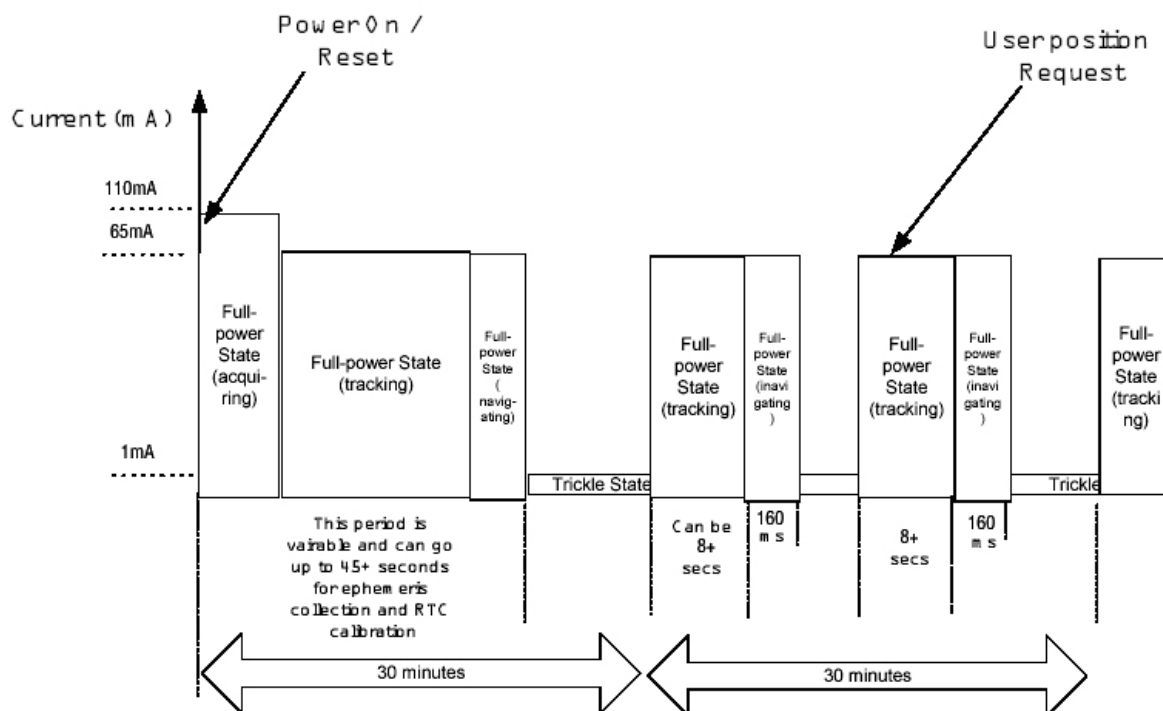 Power On /
Reset
User position
Request
Current (mA)
110mA
65mA
1mA
Full-
power
State
(acqui-
ring)
Full-power State
(tracking)
Full-
power
State
(
navig-
ating)
Trickle State
Full-
power
State
(tracking)
Full-
power
State
(inavi
gating
)
Full-
power
State
(tracking)
Full-
power
State
(inavi
gating
)
Trickle
Full-
power
State
(tracki
ng)
This period is
vairable and can go
up to 45+ seconds
for ephemeris
collection and RTC
calibration
Can be
8+
secs
160
ms
8+
secs
160
ms
30 minutes
30 minutes